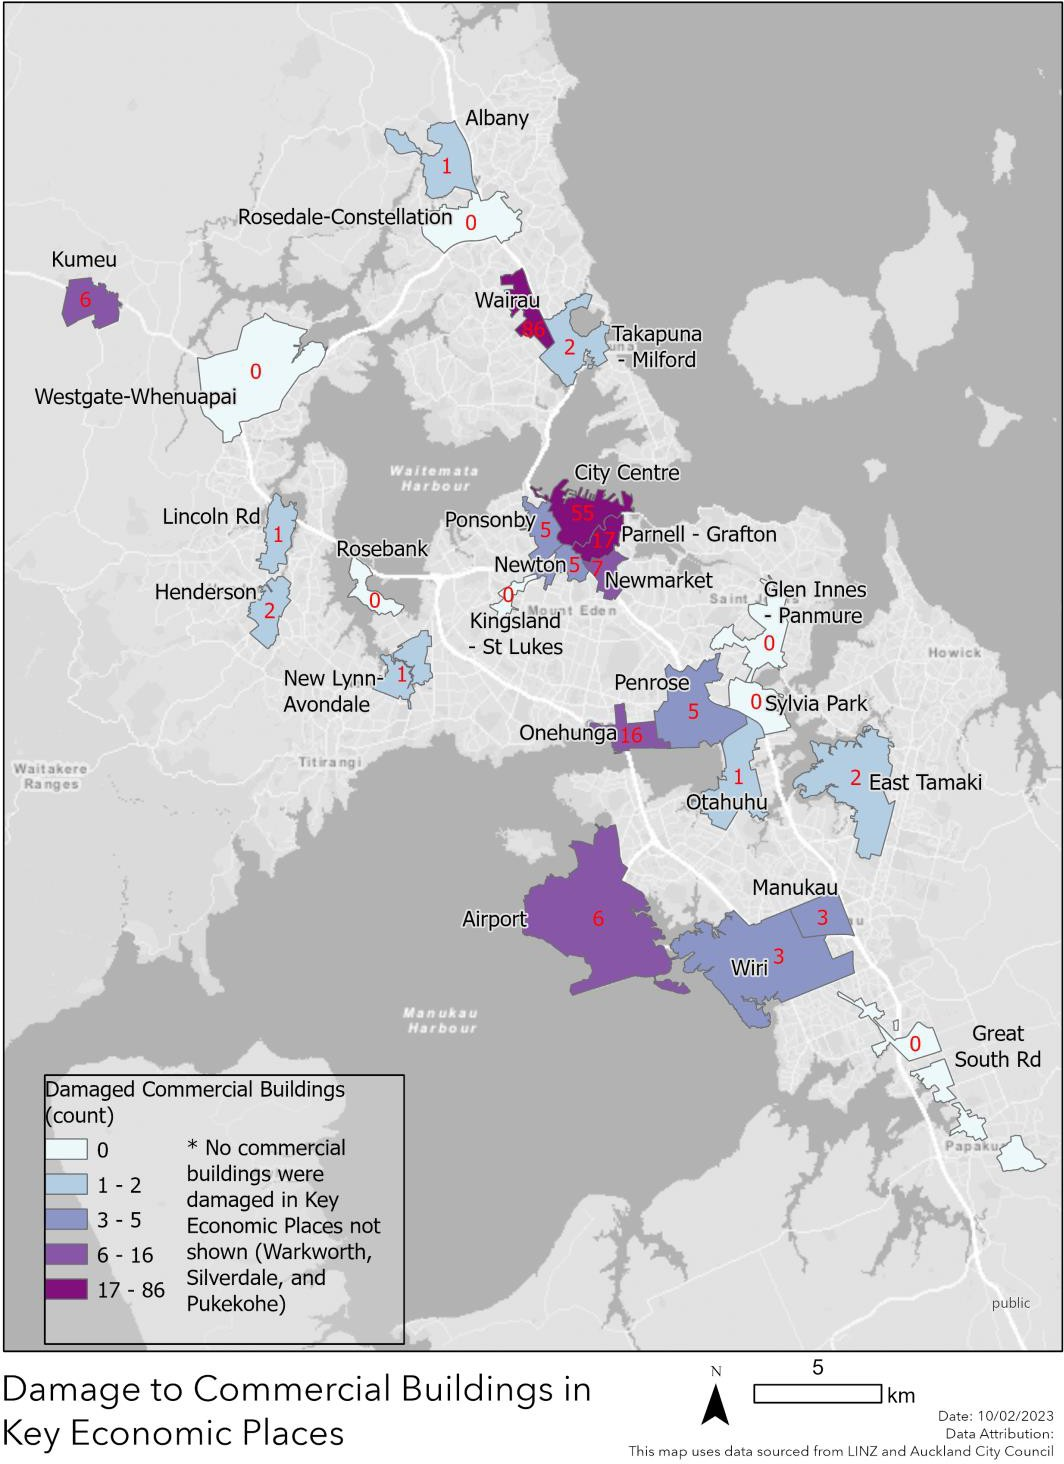 Albany
1
Rosedale-Constellation
0
Kumeu
6
Wairau
86
Takapuna
- Milford
2
0
Westgate-Whenuapai
Waitemata
Harbour
City Centre
55
Lincoln Rd
1
Ponsonby
5
17
Parnell - Grafton
Rosebank
0
Newton
5
7
Newmarket
Henderson
2
0
Kingsland
- St Lukes
Mount Eden
Saint
Glen Innes
- Panmure
0
Howick
New Lynn-
Avondale
1
Penrose
5
0
Sylvia Park
Onehunga
16
Waitakere
Ranges
Titirangi
1
Otahuhu
2
East Tamaki
Manukau
3
Airport
6
Wiri
3
Manukau
Harbour
0
Great
South Rd
Papaku
Damaged Commercial Buildings
(count)
0
1 - 2
3 - 5
6 - 16
17 - 86
* No commercial
buildings were
damaged in Key
Economic Places not
shown (Warkworth,
Silverdale, and
Pukekohe)
public
Damage to Commercial Buildings in
Key Economic Places
N
5
km
Date: 10/02/2023
Data Attribution:
This map uses data sourced from LINZ and Auckland City Council